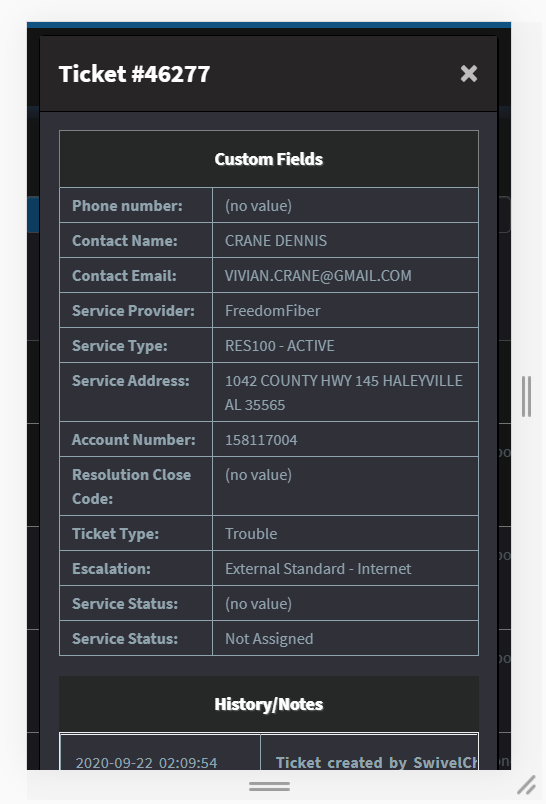 Ticket #46277
Custom Fields
Phone number: (no value)
Contact Name: CRANE DENNIS
Contact Email: VIVIAN.CRANE@GMAIL.COM
Service Provider: FreedomFiber
Service Type: RES100 - ACTIVE
Service Address: 1042 COUNTY HWY 145 HALEYVILLE
AL 35565
Account Number: 158117004
Resolution Close (no value)
Code:
Ticket Type: Trouble
Escalation: External Standard - Internet
Service Status: (no value)
Service Status: Not Assigned
History/Notes
2020-09-22 02:09:54 Ticket created by